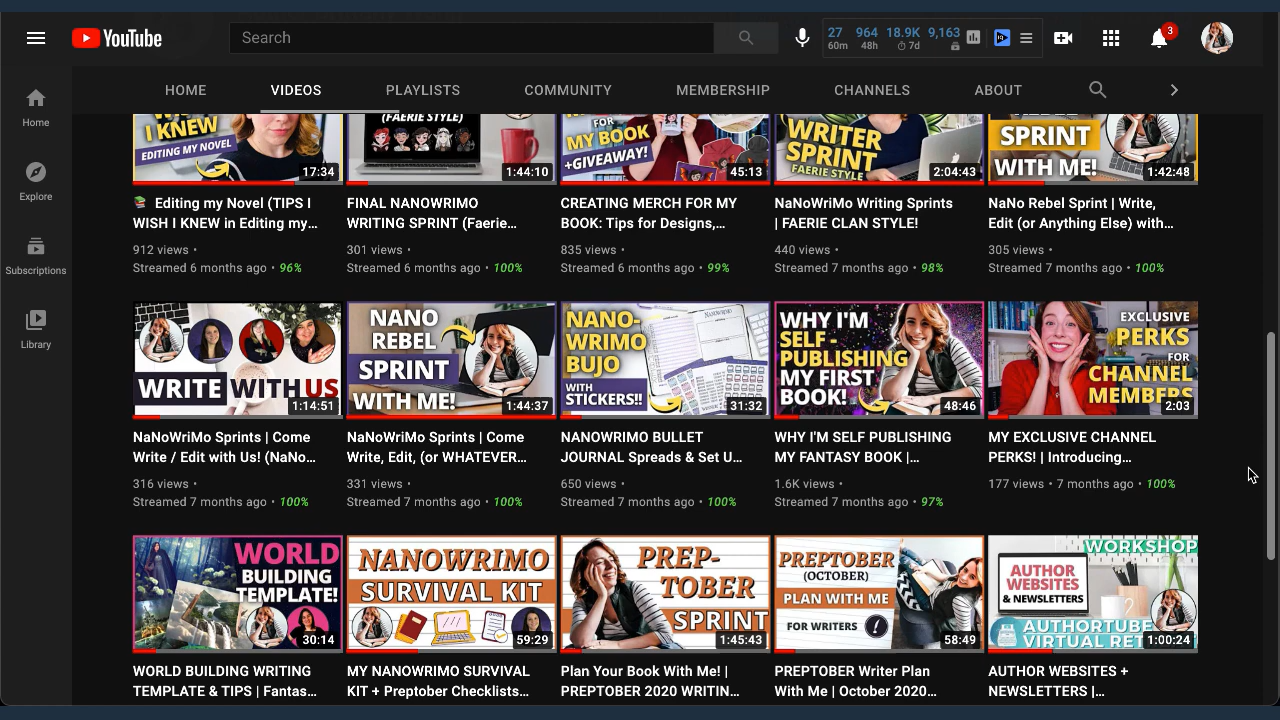 YouTube
Search
27 964 18.9K 9,163
60m 48h 7d
3
HOME VIDEOS PLAYLISTS COMMUNITY MEMBERSHIP CHANNELS ABOUT
Home
Explore
Subscriptions
Library
I KNEW
EDITING MY NOVEL
17:34
(FAERIE STYLE)
1:44:10
FOR
MY BOOK
+GIVEAWAY!
45:13
WRITER
SPRINT
FAERIE STYLE
2:04:43
REBEL
SPRINT
WITH ME!
1:42:48
Editing my Novel (TIPS I
WISH I KNEW in Editing my...
912 views •
Streamed 6 months ago • 96%
FINAL NANOWRIMO
WRITING SPRINT (Faerie...
301 views •
Streamed 6 months ago • 100%
CREATING MERCH FOR MY
BOOK: Tips for Designs,...
835 views •
Streamed 6 months ago • 99%
NaNoWriMo Writing Sprints
| FAERIE CLAN STYLE!
440 views •
Streamed 7 months ago • 98%
NaNo Rebel Sprint | Write,
Edit (or Anything Else) with...
305 views •
Streamed 7 months ago • 100%
WRITE WITH US
1:14:51
NANO
REBEL
SPRINT
WITH ME!
1:44:37
NANO-
WRIMO
BUJO
WITH
STICKERS!!
31:32
WHY I'M
SELF-
PUBLISHING
MY FIRST
BOOK!
48:46
EXCLUSIVE
PERKS
FOR
CHANNEL
MEMBERS
2:03
NaNoWriMo Sprints | Come
Write / Edit with Us! (NaNo...
316 views •
Streamed 7 months ago • 100%
NaNoWriMo Sprints | Come
Write, Edit, (or WHATEVER...
331 views •
Streamed 7 months ago • 100%
NANOWRIMO BULLET
JOURNAL Spreads & Set U...
650 views •
Streamed 7 months ago • 100%
WHY I'M SELF PUBLISHING
MY FANTASY BOOK |...
1.6K views •
Streamed 7 months ago • 97%
MY EXCLUSIVE CHANNEL
PERKS! | Introducing...
177 views • 7 months ago • 100%
WORLD
BUILDING
TEMPLATE!
30:14
NANOWRIMO
SURVIVAL KIT
59:29
PREP-
TOBER
SPRINT
1:45:43
PREPTOBER
(OCTOBER)
PLAN WITH ME
FOR WRITERS
58:49
WORKSHOP
AUTHOR
WEBSITES
& NEWSLETTERS
AUTHORTUBE
VIRTUAL RET
1:00:24
WORLD BUILDING WRITING
TEMPLATE & TIPS | Fantas...
MY NANOWRIMO SURVIVAL
KIT + Preptober Checklists...
Plan Your Book With Me! |
PREPTOBER 2020 WRITIN...
PREPTOBER Writer Plan
With Me | October 2020...
AUTHOR WEBSITES +
NEWSLETTERS |...